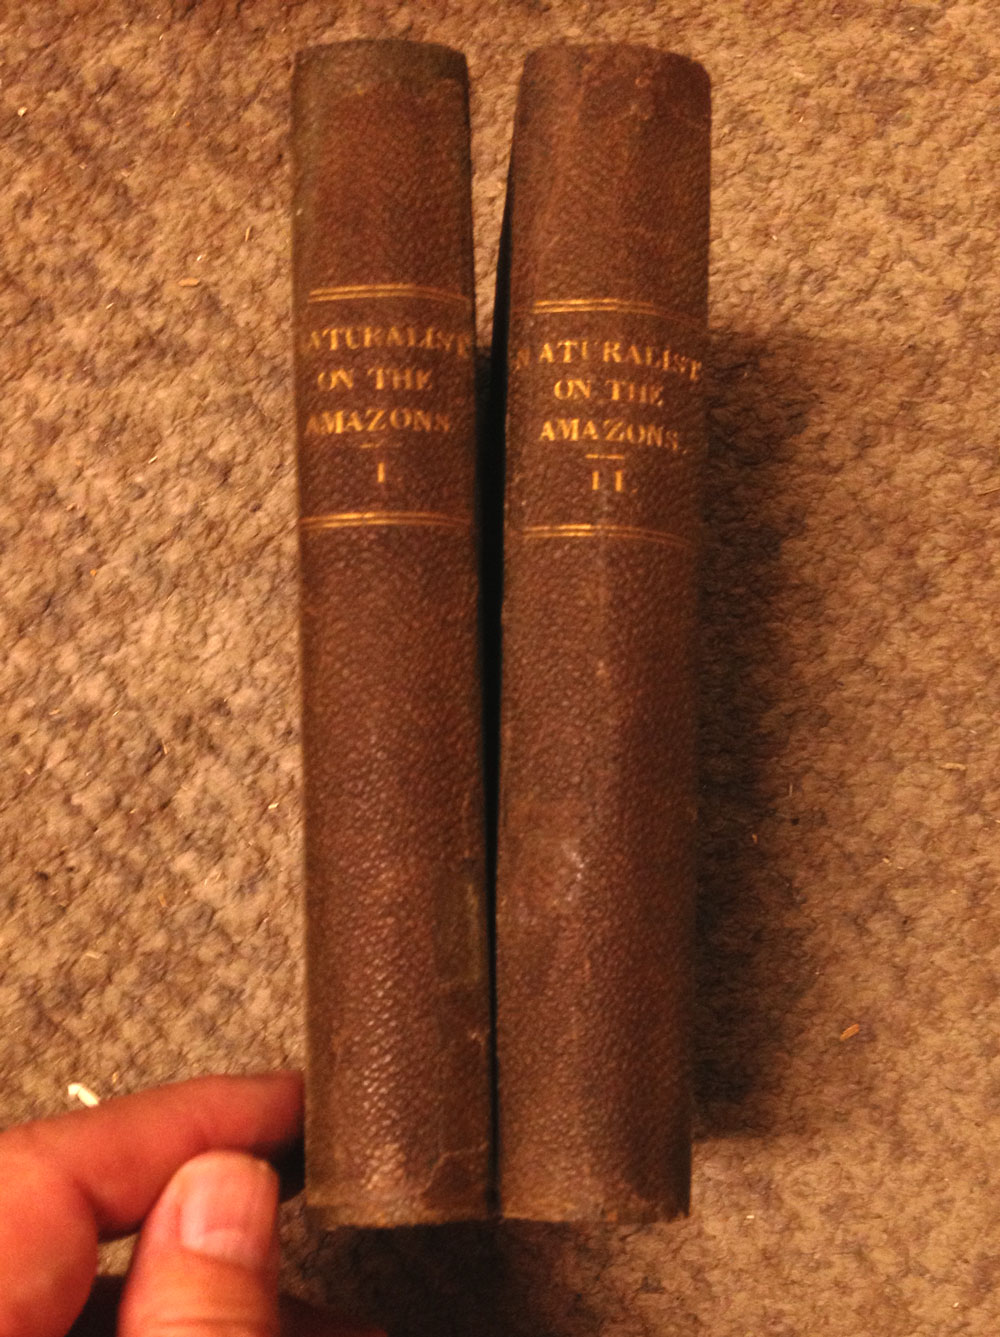 NATURALIST
ON THE
AMAZONS.
I
NATURALIST
ON THE
AMAZONS.
II.